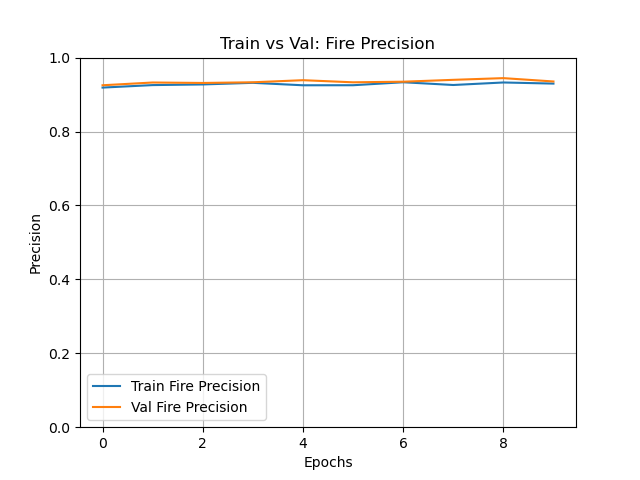 Train vs Val: Fire Precision
1.0
0.8
0.6
0.4
0.2
0.0
Precision
Train Fire Precision
Val Fire Precision
0 2 4 6 8
Epochs